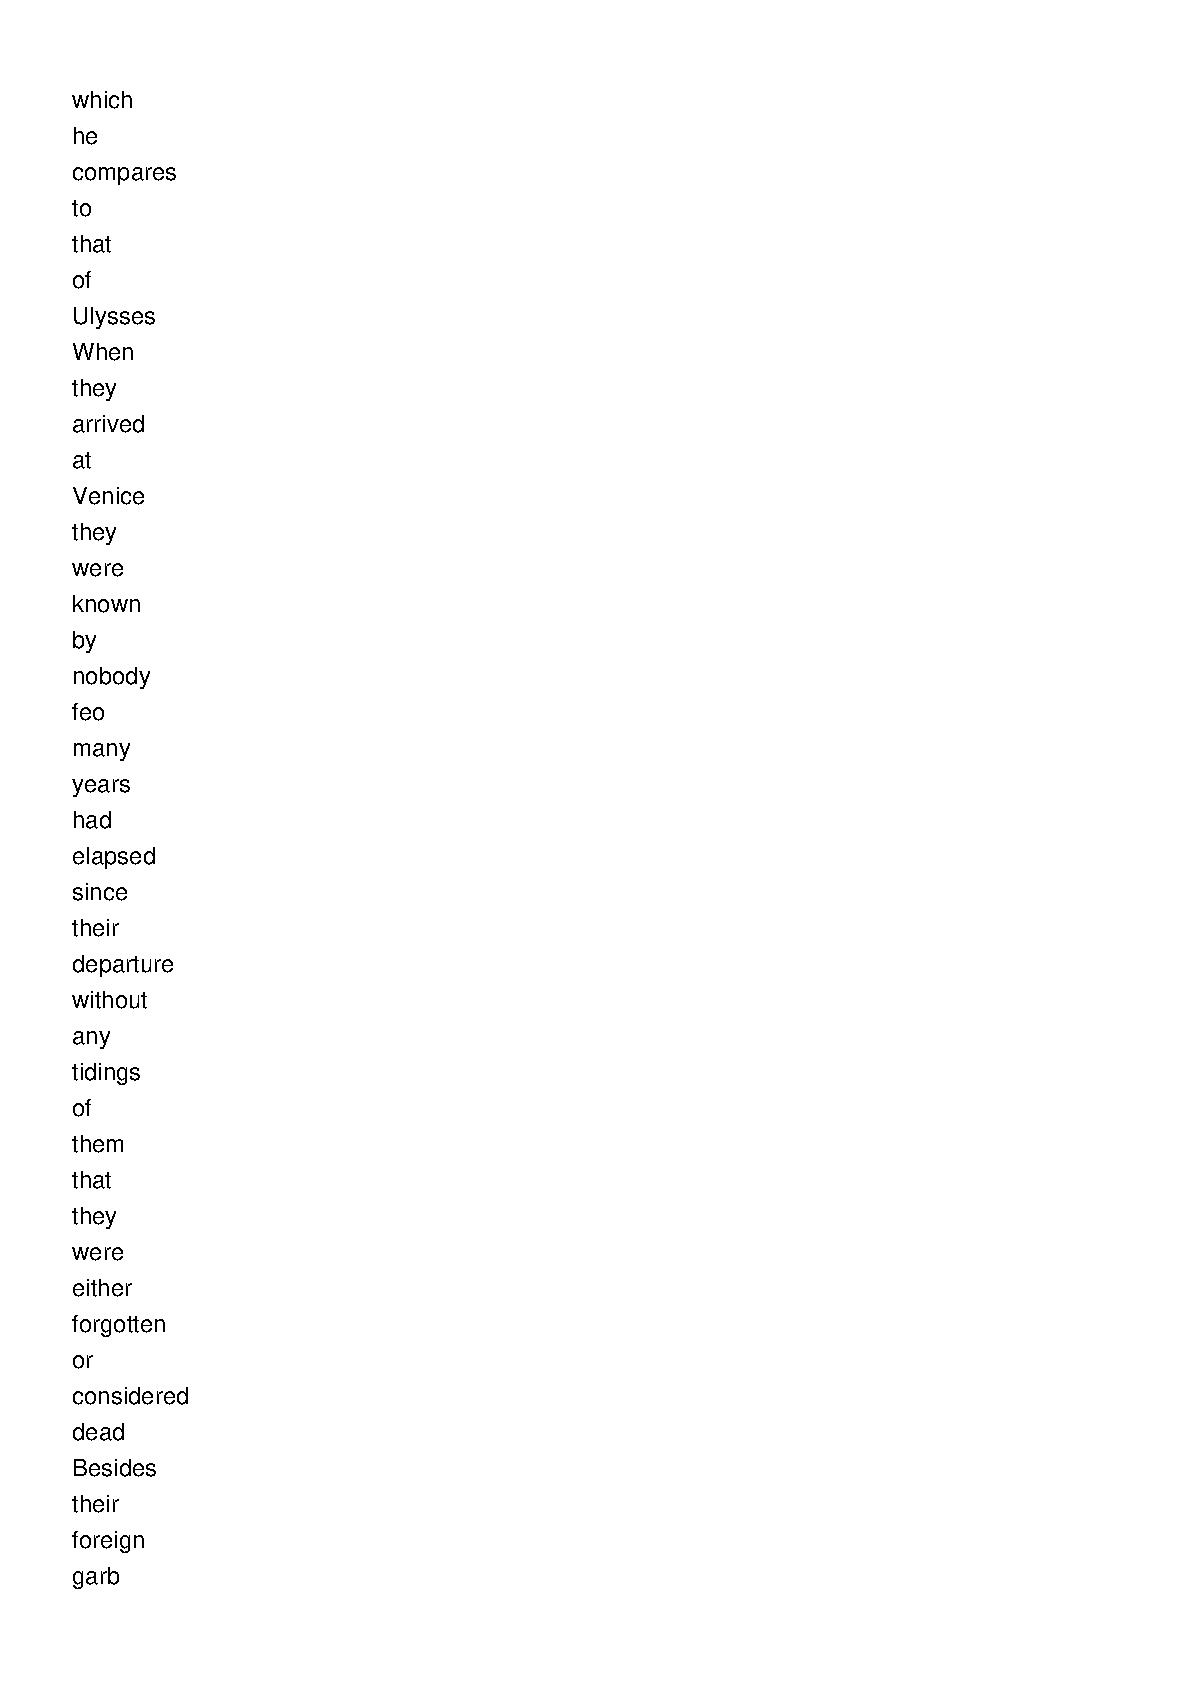 which
he
compares
to
that
of
Ulysses
When
they
arrived
at
Venice
they
were
known
by
nobody
feo
many
years
had
elapsed
since
their
departure
without
any
tidings
of
them
that
they
were
either
forgotten
or
considered
dead
Besides
their
foreign
garb